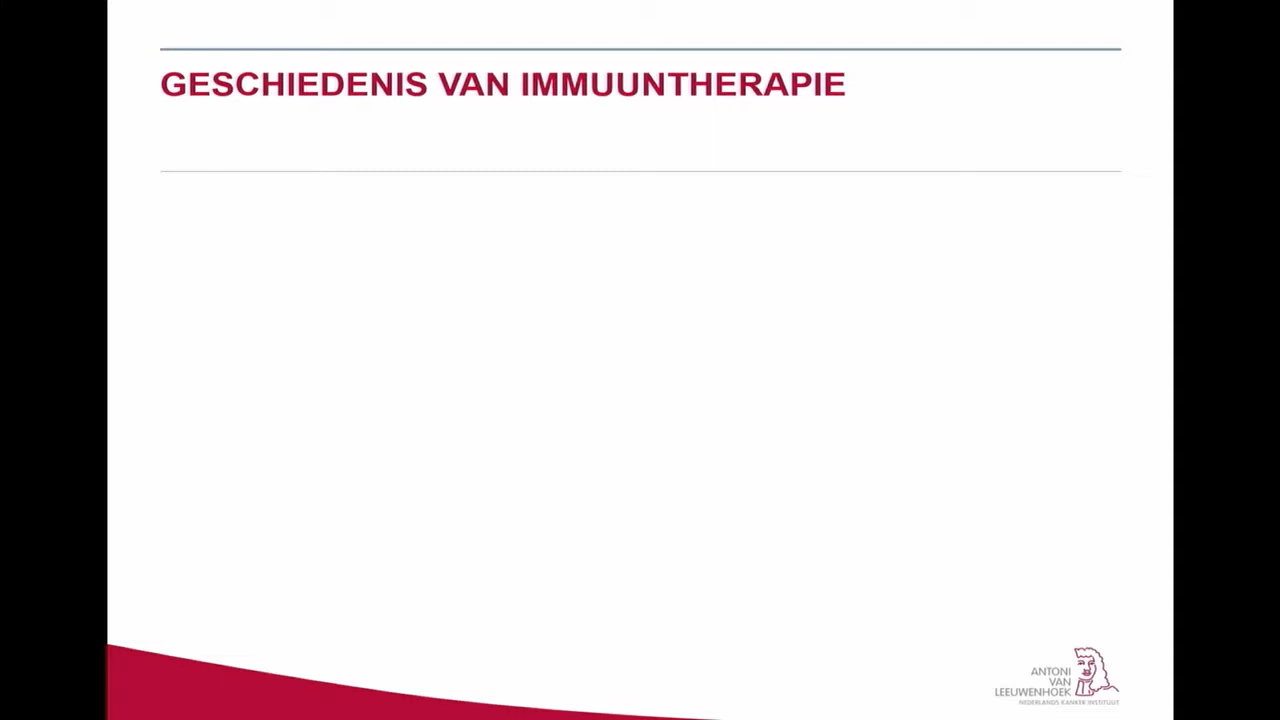 GESCHIEDENIS VAN IMMUUNTHERAPIE
ANTONI
VAN
LEEUWENHOEK
NEDERLANDS KANKER INSTITUUT